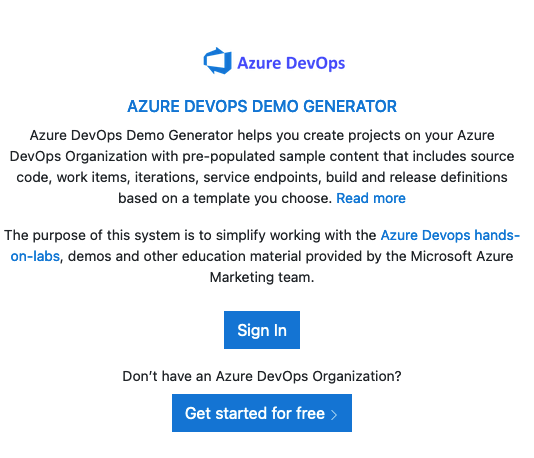 Azure DevOps
AZURE DEVOPS DEMO GENERATOR
Azure DevOps Demo Generator helps you create projects on your Azure
DevOps Organization with pre-populated sample content that includes source
code, work items, iterations, service endpoints, build and release definitions
based on a template you choose. Read more
The purpose of this system is to simplify working with the Azure Devops hands-
on-labs, demos and other education material provided by the Microsoft Azure
Marketing team.
Sign In
Don’t have an Azure DevOps Organization?
Get started for free >